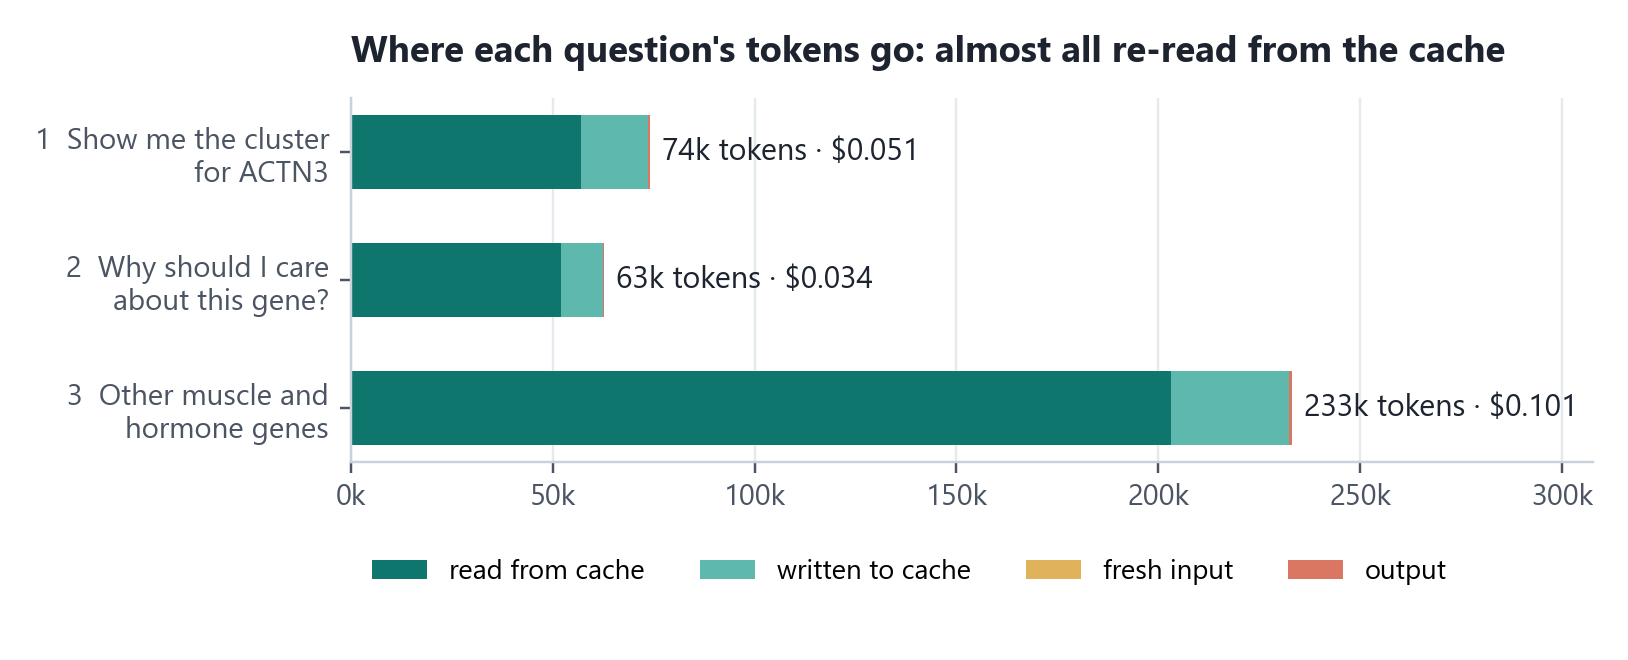 Where each question's tokens go: almost all re-read from the cache
1 Show me the cluster
for ACTN3
74k tokens · $0.051
2 Why should I care
about this gene?
63k tokens · $0.034
3 Other muscle and
hormone genes
233k tokens · $0.101
0k 50k 100k 150k 200k 250k 300k
read from cache written to cache fresh input output